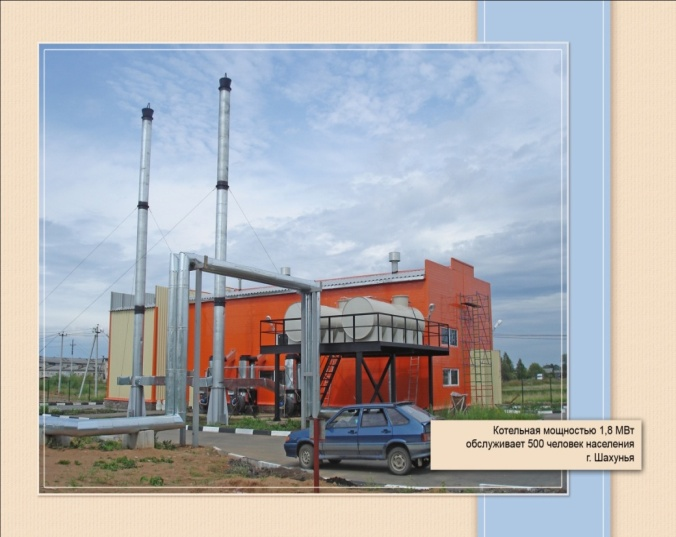 Котельная мощностью 1,8 МВт
обслуживает 500 человек населения
г. Шахунья